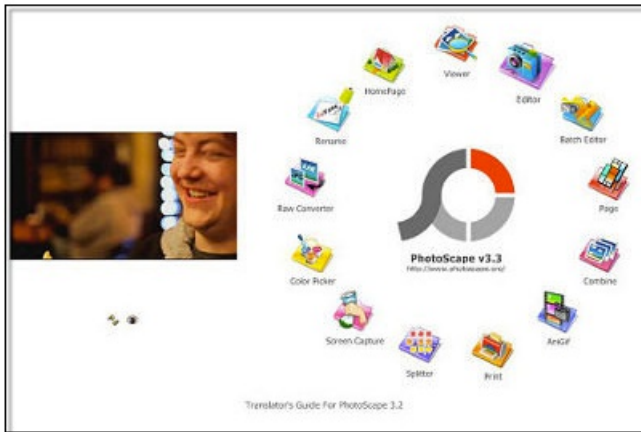 HomePage
Viewer
Editor
Batch Editor
Page
Combine
AniGif
Print
Splitter
Screen Capture
Color Picker
Raw Converter
Rename
PhotoScape v3.3
http://www.photoscape.org/
Translator's Guide For PhotoScape 3.2